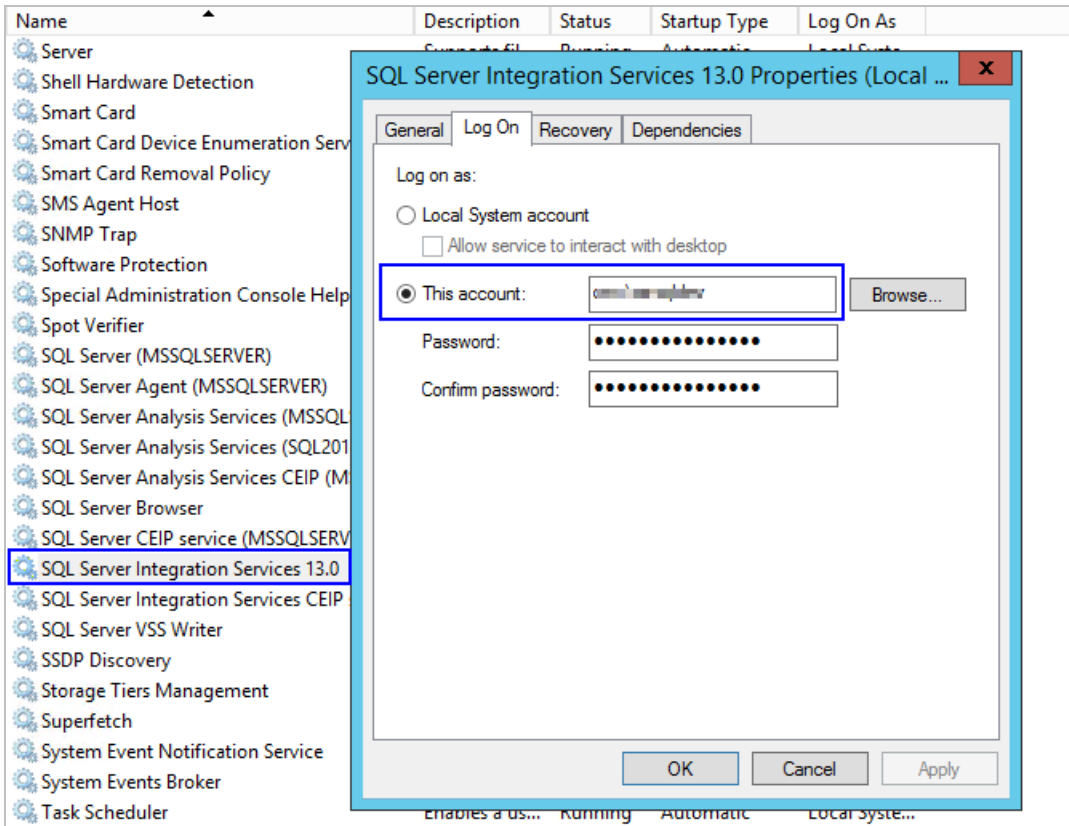 Name Description Status Startup Type Log On As
Server
Shell Hardware Detection
Smart Card
Smart Card Device Enumeration Serv
Smart Card Removal Policy
SMS Agent Host
SNMP Trap
Software Protection
Special Administration Console Help
Spot Verifier
SQL Server (MSSQLSERVER)
SQL Server Agent (MSSQLSERVER)
SQL Server Analysis Services (MSSQL
SQL Server Analysis Services (SQL201
SQL Server Analysis Services CEIP (M
SQL Server Browser
SQL Server CEIP service (MSSQLSERV
SQL Server Integration Services 13.0
SQL Server Integration Services CEIP
SQL Server VSS Writer
SSDP Discovery
Storage Tiers Management
Superfetch
System Event Notification Service
System Events Broker
Task Scheduler Enables a us... Running Automatic Local Syste...
SQL Server Integration Services 13.0 Properties (Local ...
x
General Log On Recovery Dependencies
Log on as:
Local System account
Allow service to interact with desktop
This account: Browse...
Password: ●●●●●●●●●●●●●●●
Confirm password: ●●●●●●●●●●●●●●●
OK Cancel Apply